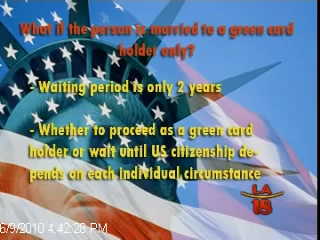 What if the person is married to a green card
holder only?
- Waiting period is only 2 years
- Whether to proceed as a green card
holder or wait until US citizenship de-
pends on each individual circumstance
LA
18
6/9/2010 4:42:28 PM